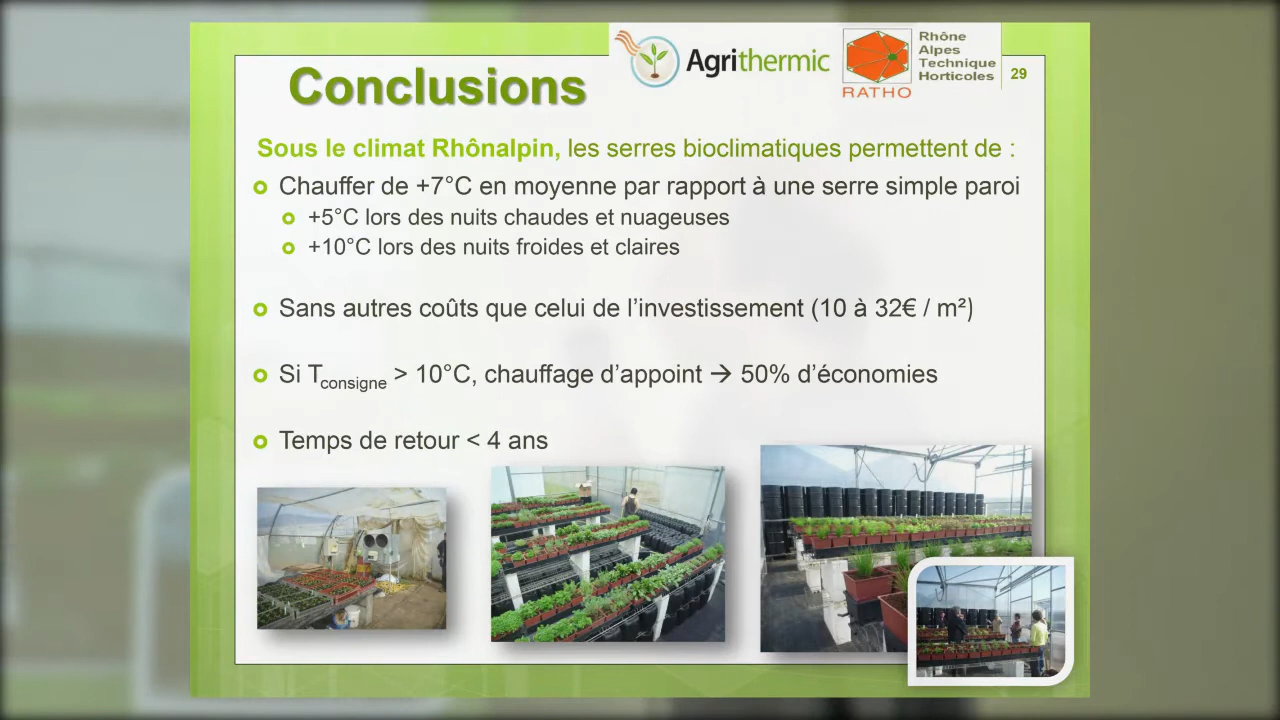 Agrithermic
Rhône
Alpes
Technique
Horticoles
RATHO
29
Conclusions
Sous le climat Rhônalpin, les serres bioclimatiques permettent de :
Chauffer de +7°C en moyenne par rapport à une serre simple paroi
+5°C lors des nuits chaudes et nuageuses
+10°C lors des nuits froides et claires
Sans autres coûts que celui de l’investissement (10 à 32€ / m²)
Si Tconsigne > 10°C, chauffage d’appoint → 50% d’économies
Temps de retour < 4 ans